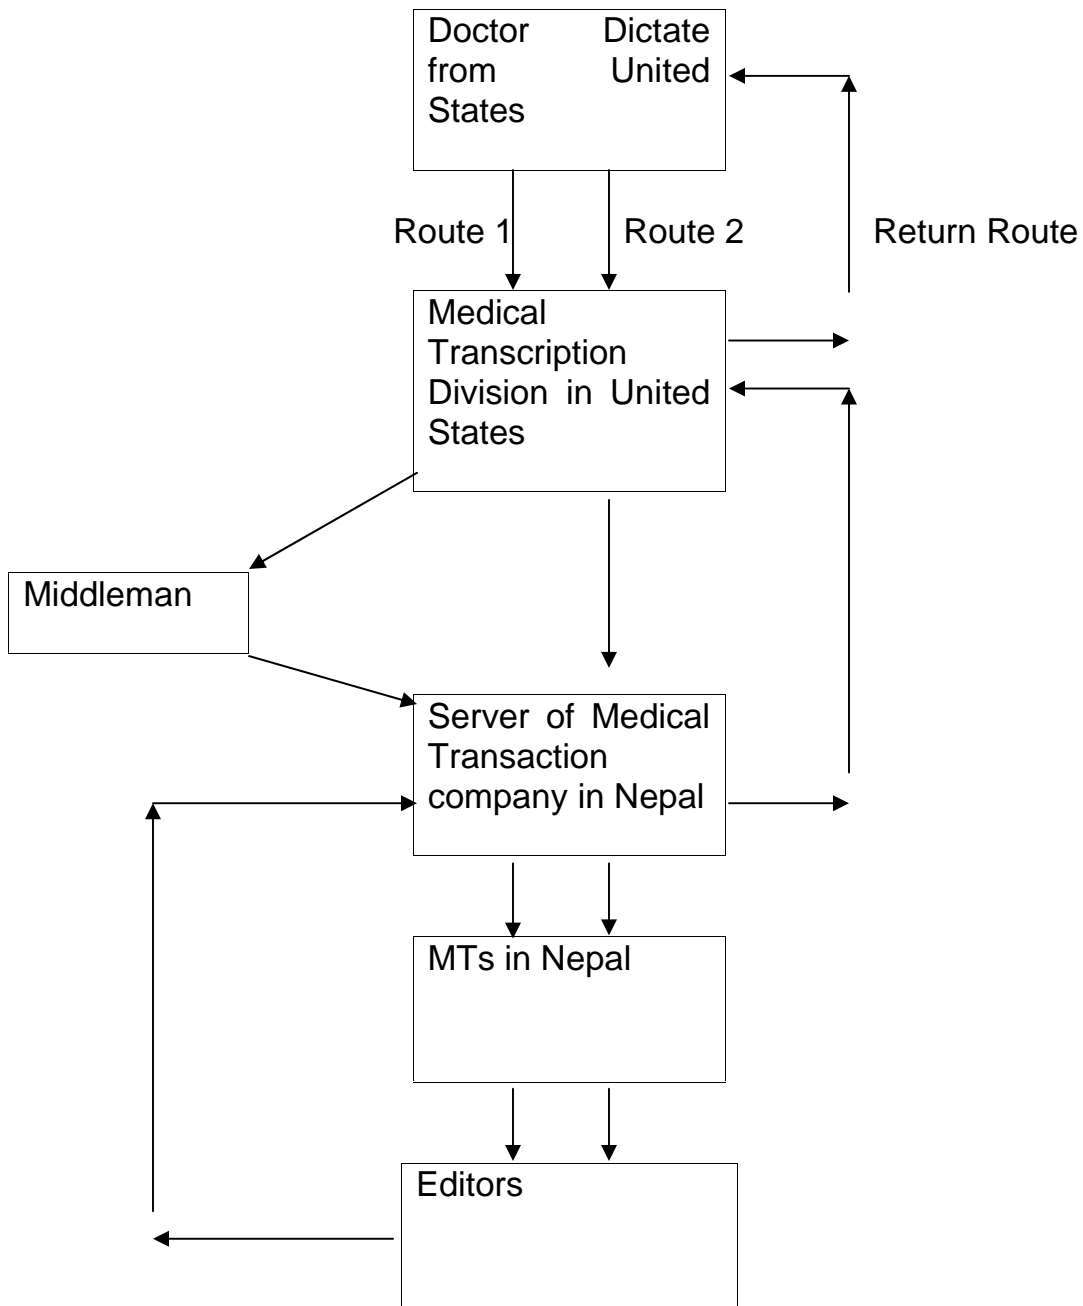 Doctor Dictate
from United
States
Route 1
Route 2
Return Route
Medical
Transcription
Division in United
States
Middleman
Server of Medical
Transaction
company in Nepal
MTs in Nepal
Editors